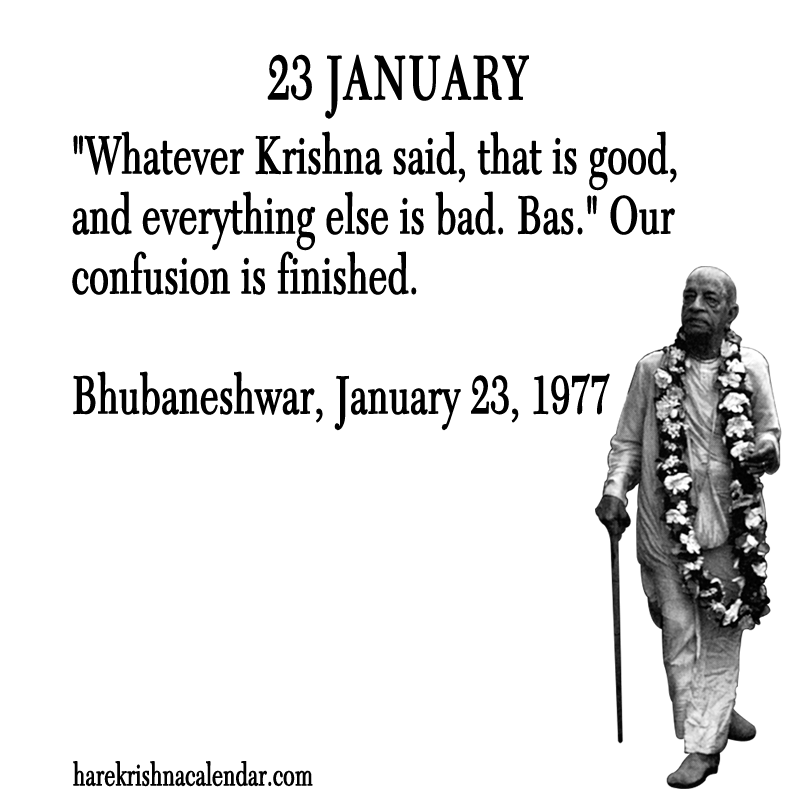 23 JANUARY
"Whatever Krishna said, that is good,
and everything else is bad. Bas." Our
confusion is finished.
Bhubaneshwar, January 23, 1977
harekrishnacalendar.com